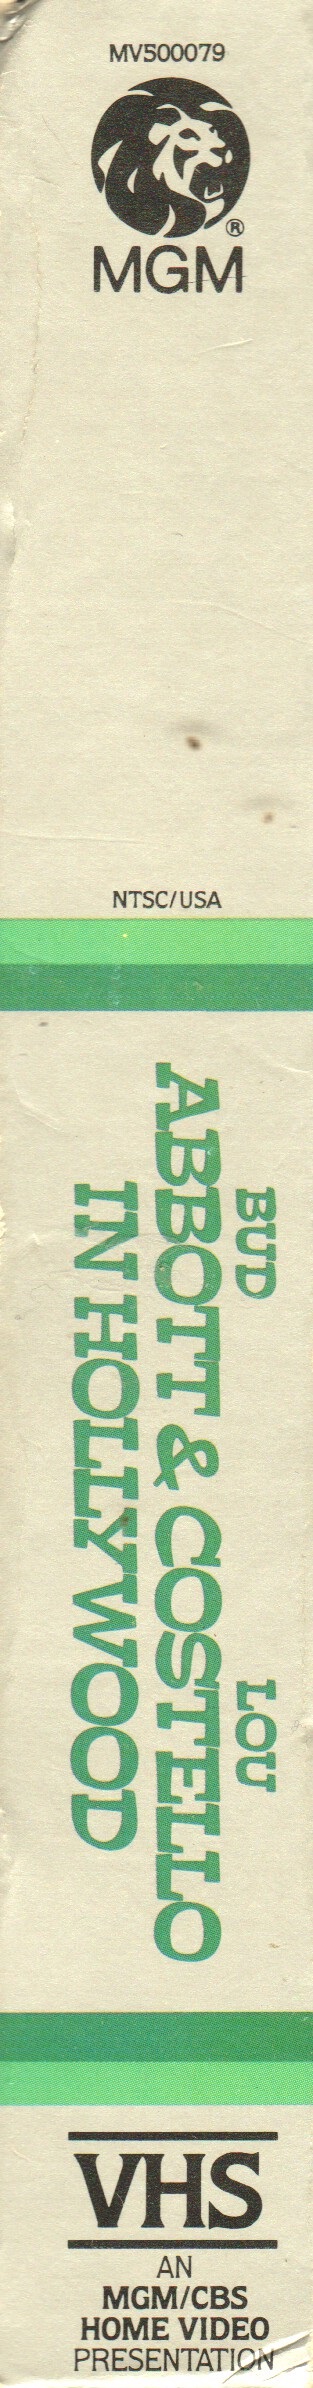 MV500079
®
MGM
NTSC/USA
BUD LOU
ABBOTT & COSTELLO
IN HOLLYWOOD
VHS
AN
MGM/CBS
HOME VIDEO
PRESENTATION